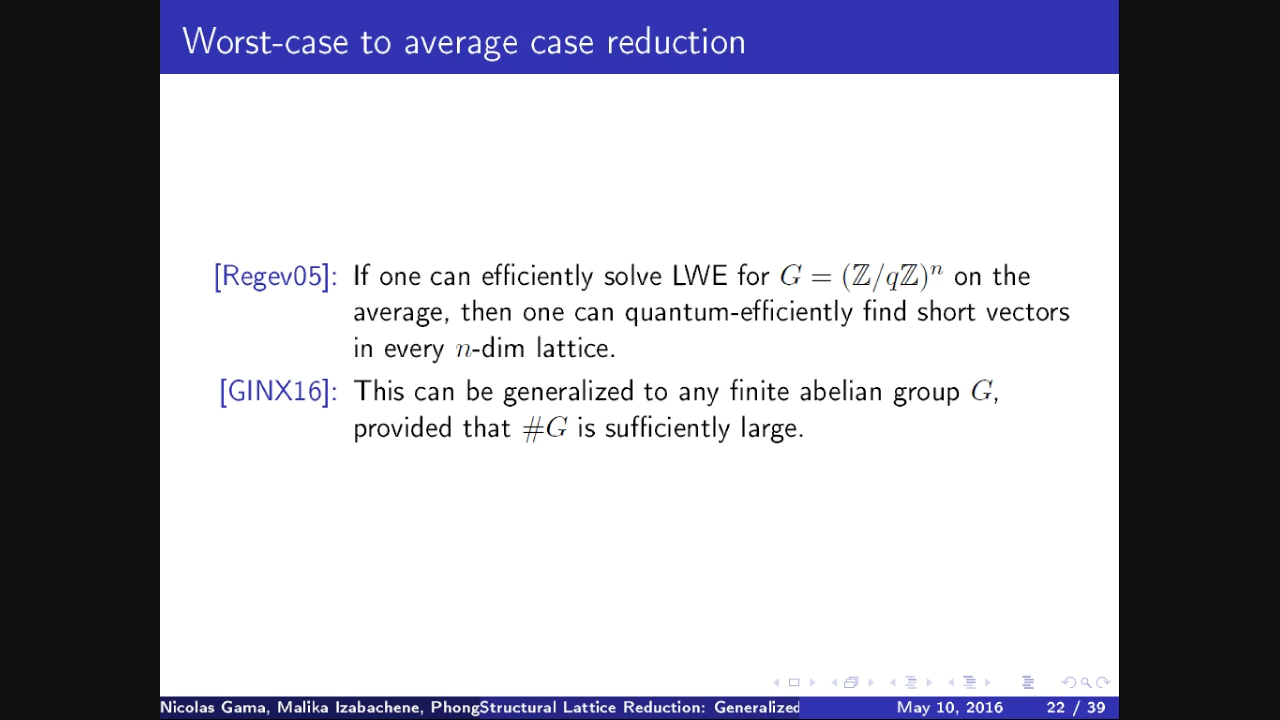 Worst-case to average case reduction
[Regev05]: If one can efficiently solve LWE for G = (ℤ/qℤ)ⁿ on the
average, then one can quantum-efficiently find short vectors
in every n-dim lattice.
[GINX16]: This can be generalized to any finite abelian group G,
provided that #G is sufficiently large.
Nicolas Gama, Malika Izabachene, Phong Structural Lattice Reduction: Generalized May 10, 2016 22 / 39